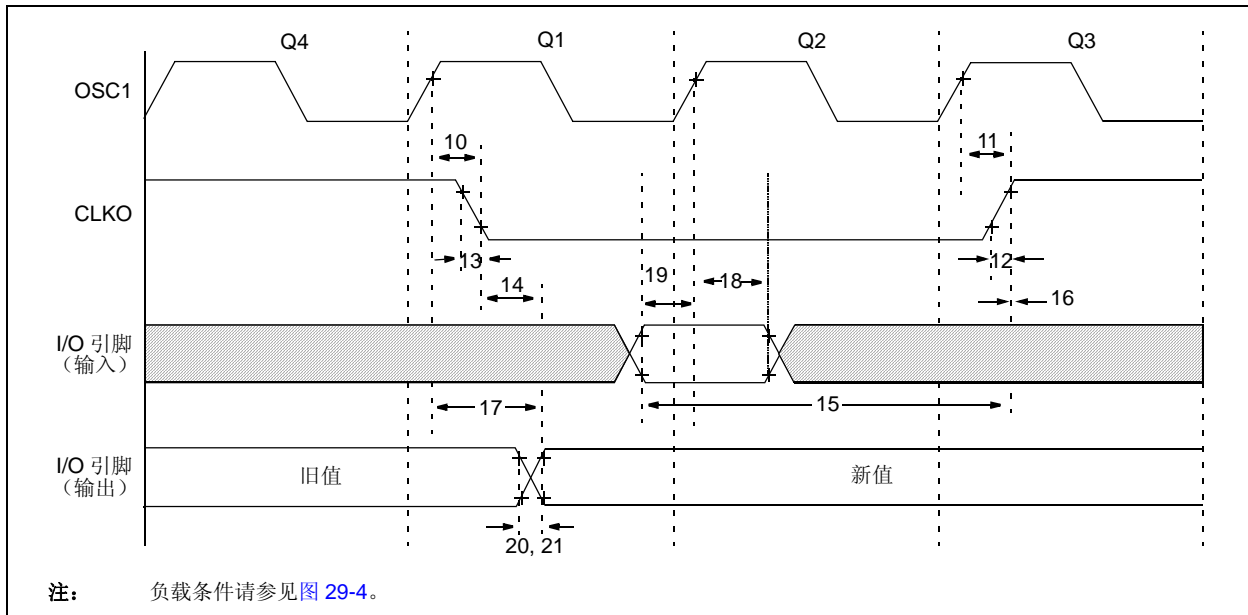 Q4 Q1 Q2 Q3
OSC1
10 11
CLKO
13 12
14 19 18 16
I/O 引脚
（输入）
17 15
I/O 引脚
（输出）
旧值 新值
20, 21
注： 负载条件请参见图 29-4。